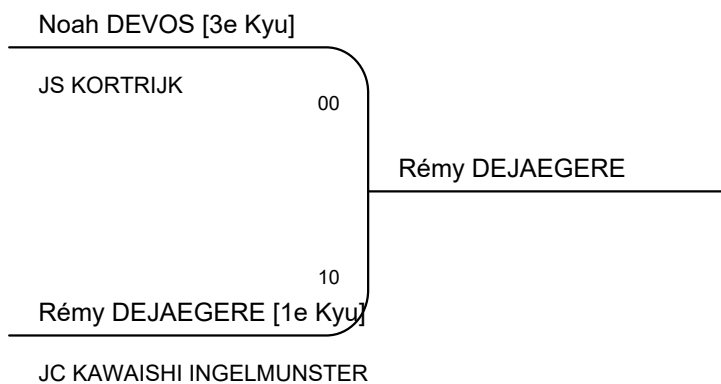 Noah DEVOS [3e Kyu]
JS KORTRIJK
00
Rémy DEJAEGERE
10
Rémy DEJAEGERE [1e Kyu]
JC KAWAISHI INGELMUNSTER